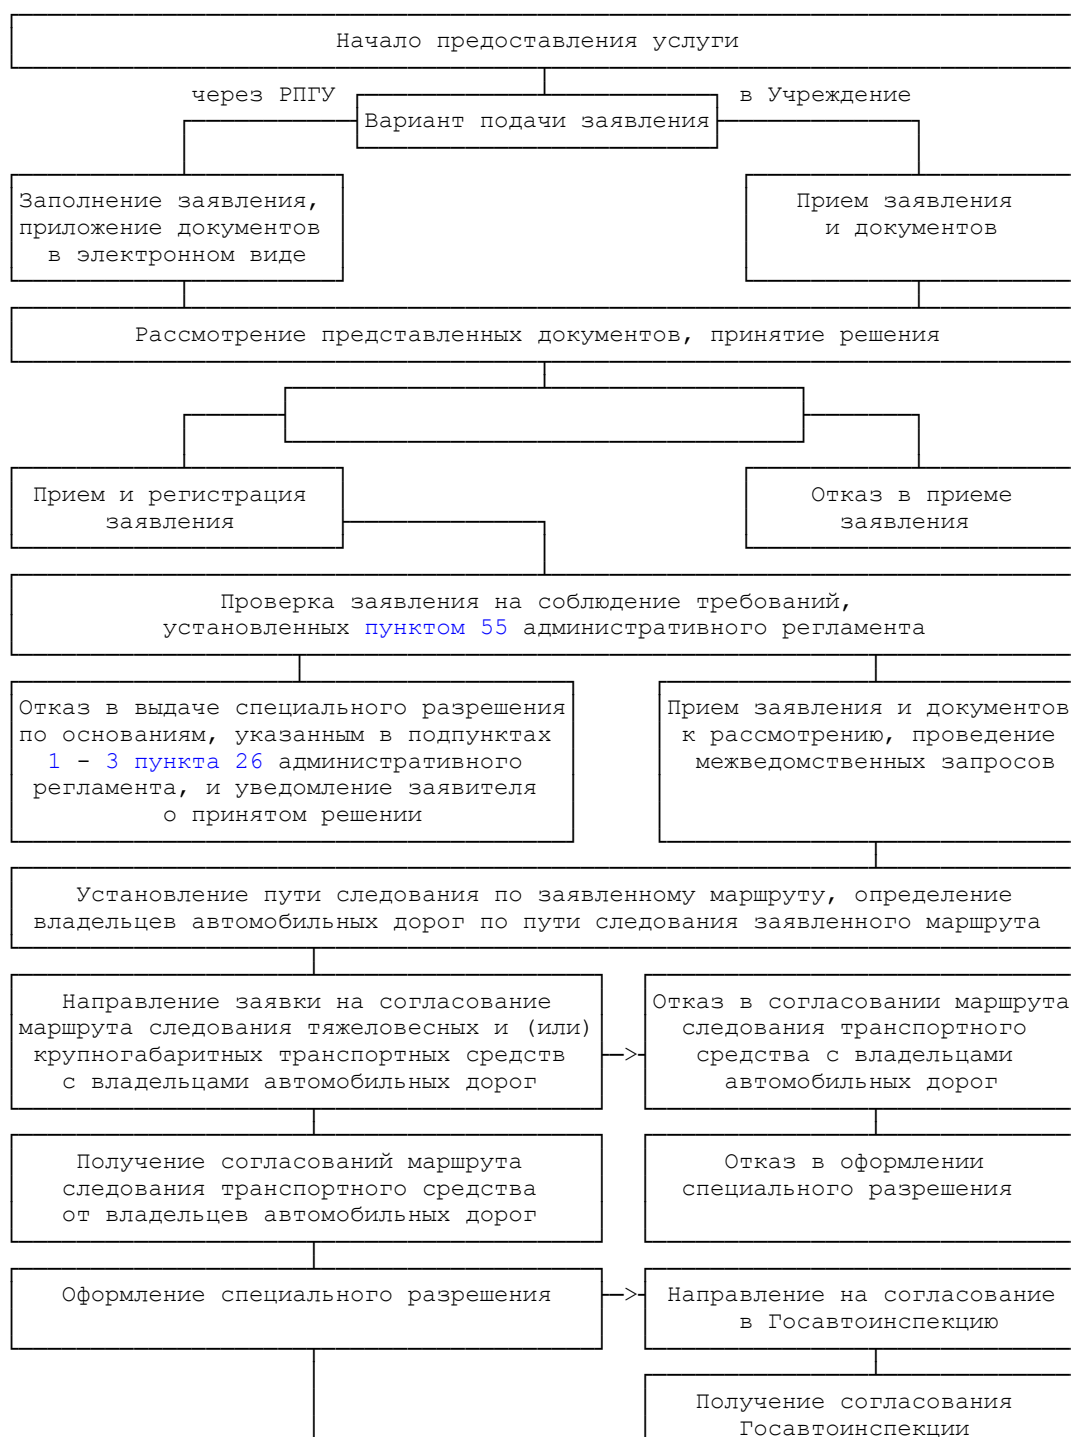 Начало предоставления услуги
через РПГУ
в Учреждение
Вариант подачи заявления
Заполнение заявления,
приложение документов
в электронном виде
Прием заявления
и документов
Рассмотрение представленных документов, принятие решения
Прием и регистрация
заявления
Отказ в приеме
заявления
Проверка заявления на соблюдение требований,
установленных пунктом 55 административного регламента
Отказ в выдаче специального разрешения
по основаниям, указанным в подпунктах
1 - 3 пункта 26 административного
регламента, и уведомление заявителя
о принятом решении
Прием заявления и документов
к рассмотрению, проведение
межведомственных запросов
Установление пути следования по заявленному маршруту, определение
владельцев автомобильных дорог по пути следования заявленного маршрута
Направление заявки на согласование
маршрута следования тяжеловесных и (или)
крупногабаритных транспортных средств
с владельцами автомобильных дорог
Отказ в согласовании маршрута
следования транспортного
средства с владельцами
автомобильных дорог
Получение согласований маршрута
следования транспортного средства
от владельцев автомобильных дорог
Отказ в оформлении
специального разрешения
Оформление специального разрешения
Направление на согласование
в Госавтоинспекцию
Получение согласования
Госавтоинспекции